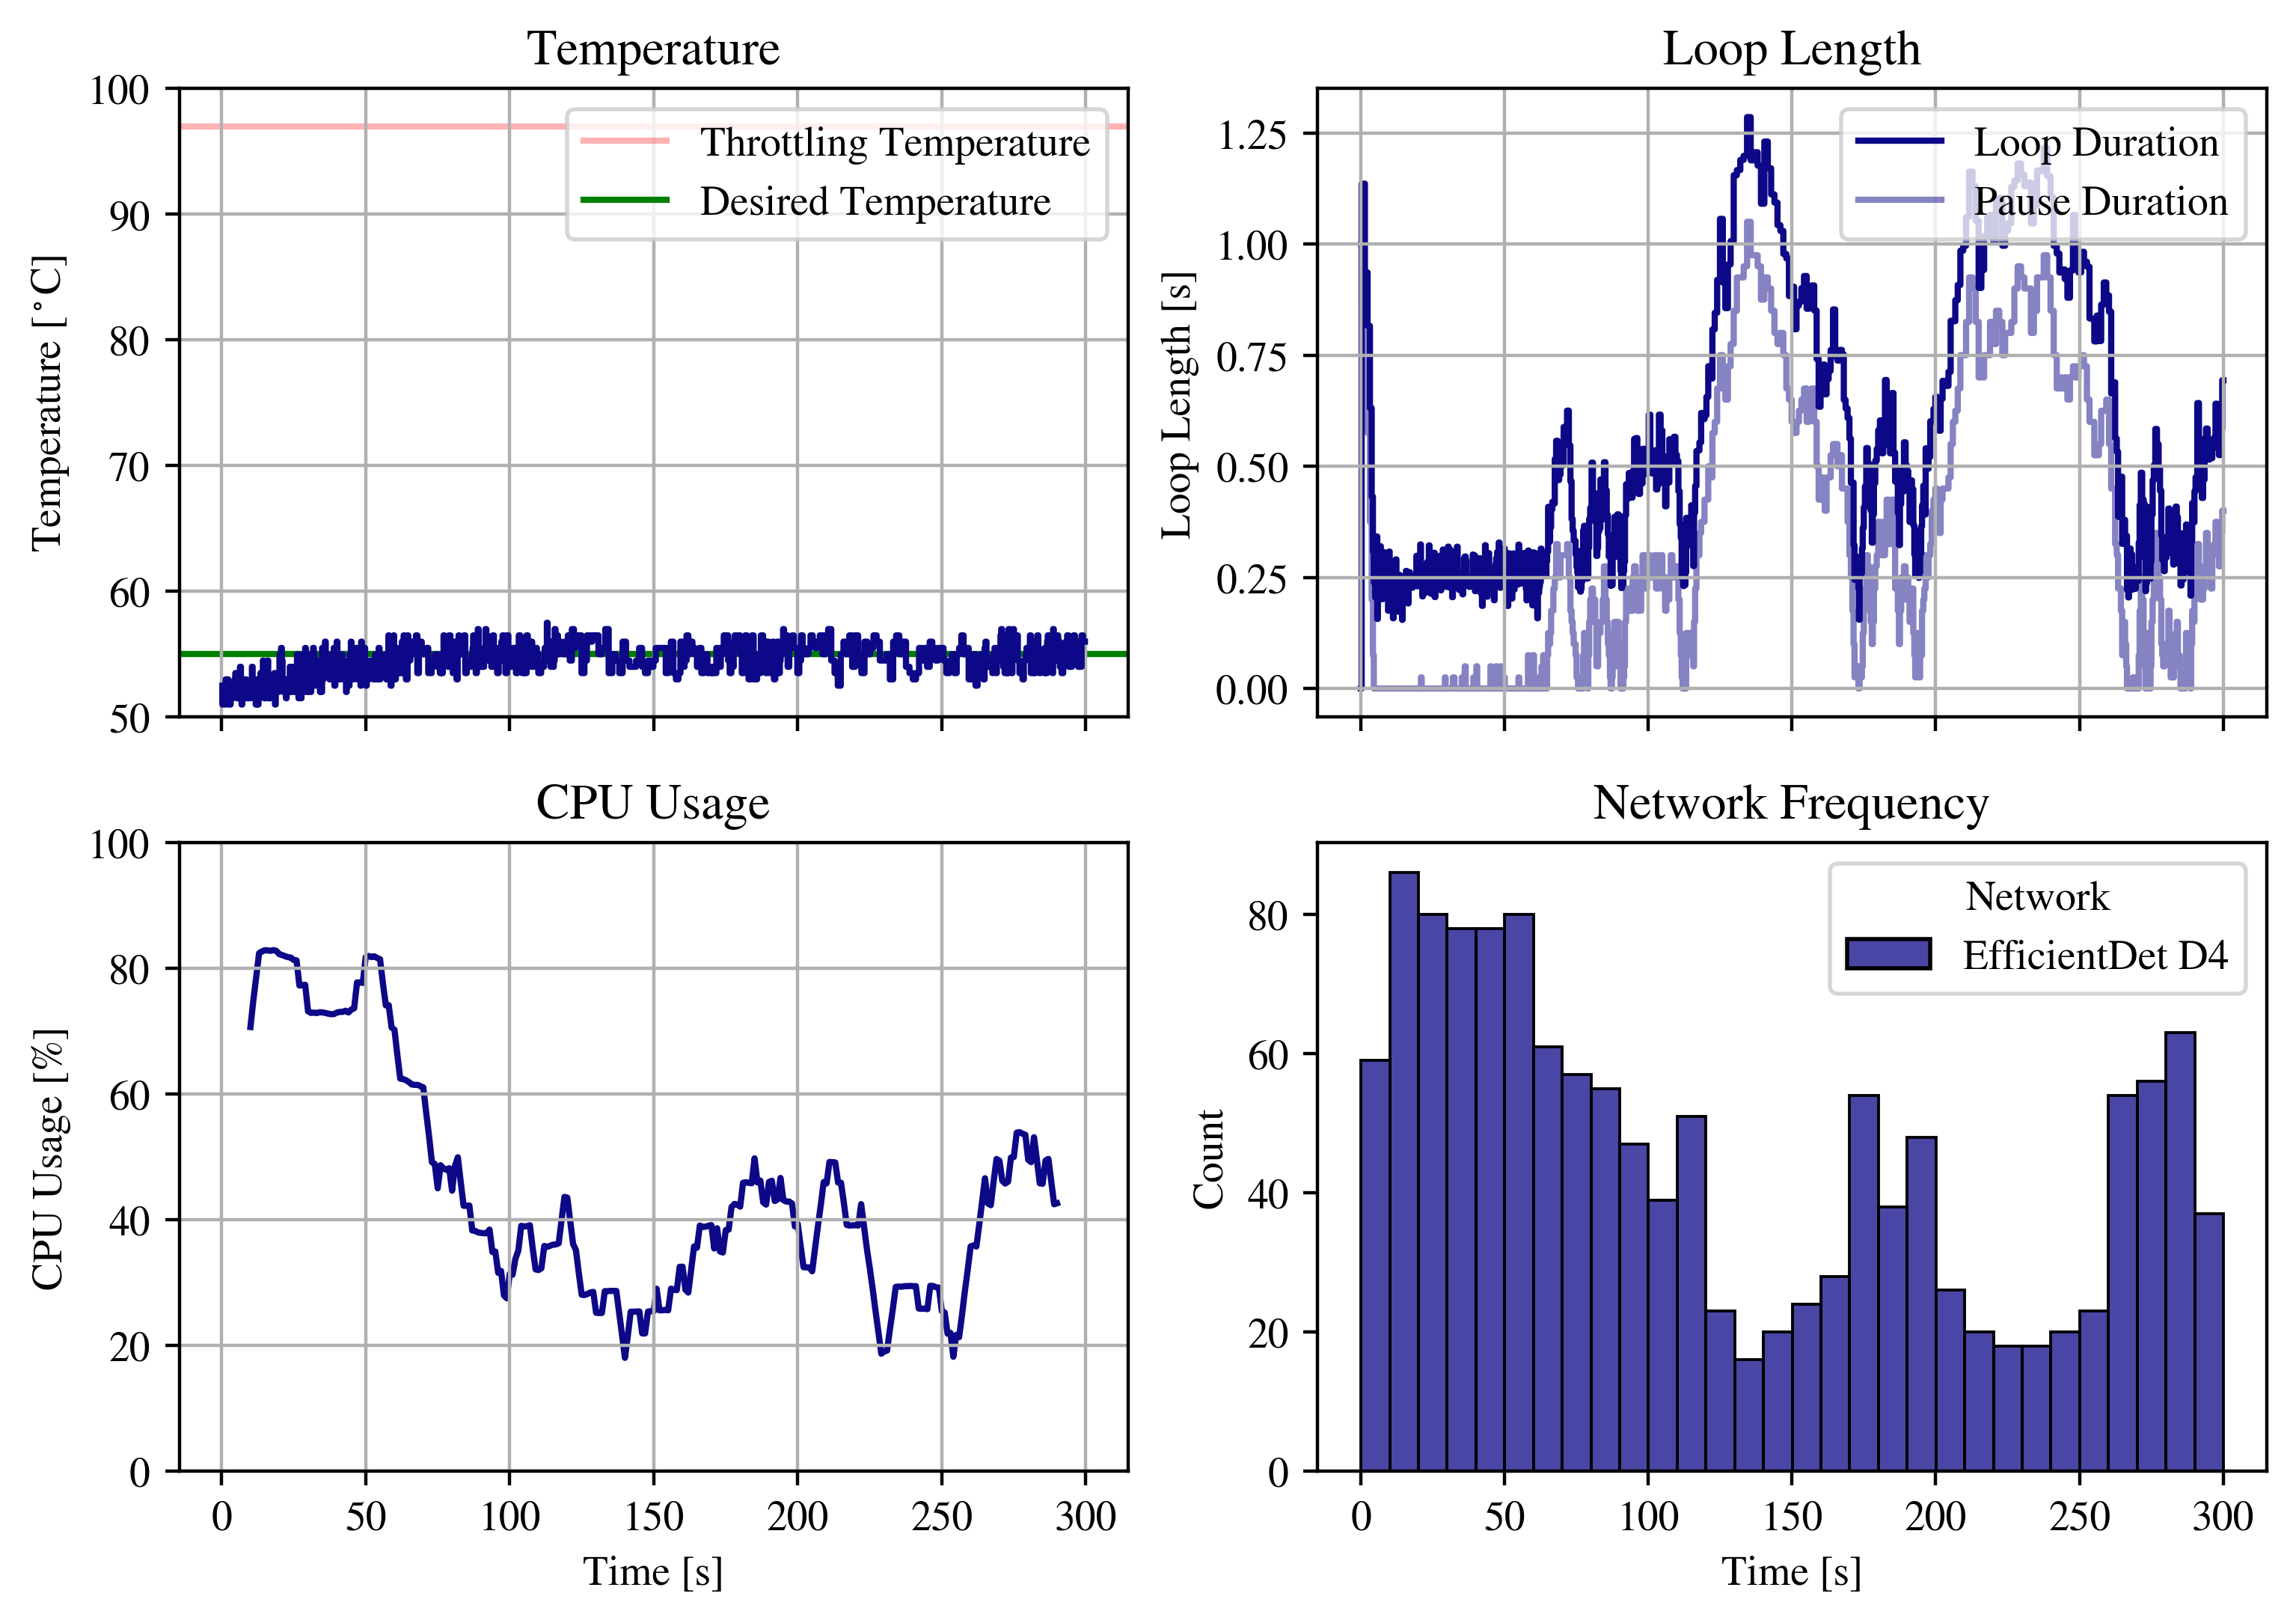 Temperature
100
90
80
70
60
50
Temperature [°C]
Throttling Temperature
Desired Temperature
Loop Length
1.25
1.00
0.75
0.50
0.25
0.00
Loop Length [s]
Loop Duration
Pause Duration
CPU Usage
100
80
60
40
20
0
CPU Usage [%]
0 50 100 150 200 250 300
Time [s]
Network Frequency
80
60
40
20
0
Count
Network
EfficientDet D4
0 50 100 150 200 250 300
Time [s]